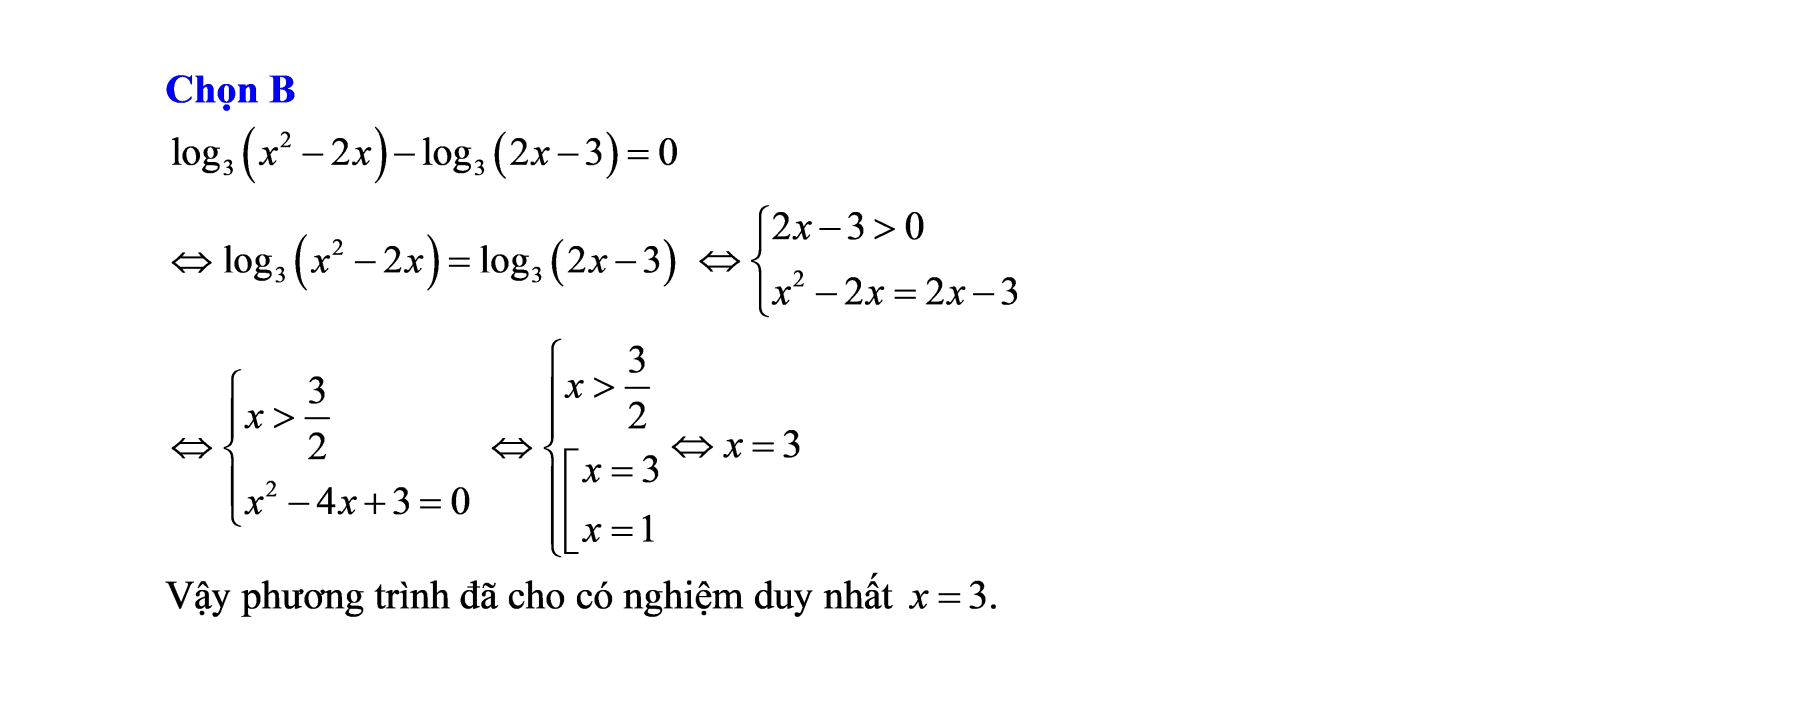 Chọn B
log₃(x² − 2x) − log₃(2x − 3) = 0
⇔ log₃(x² − 2x) = log₃(2x − 3) ⇔ { 2x − 3 > 0
x² − 2x = 2x − 3
⇔ { x > 3/2
x² − 4x + 3 = 0 ⇔ { x > 3/2
[ x = 3
x = 1 ⇔ x = 3
Vậy phương trình đã cho có nghiệm duy nhất x = 3.